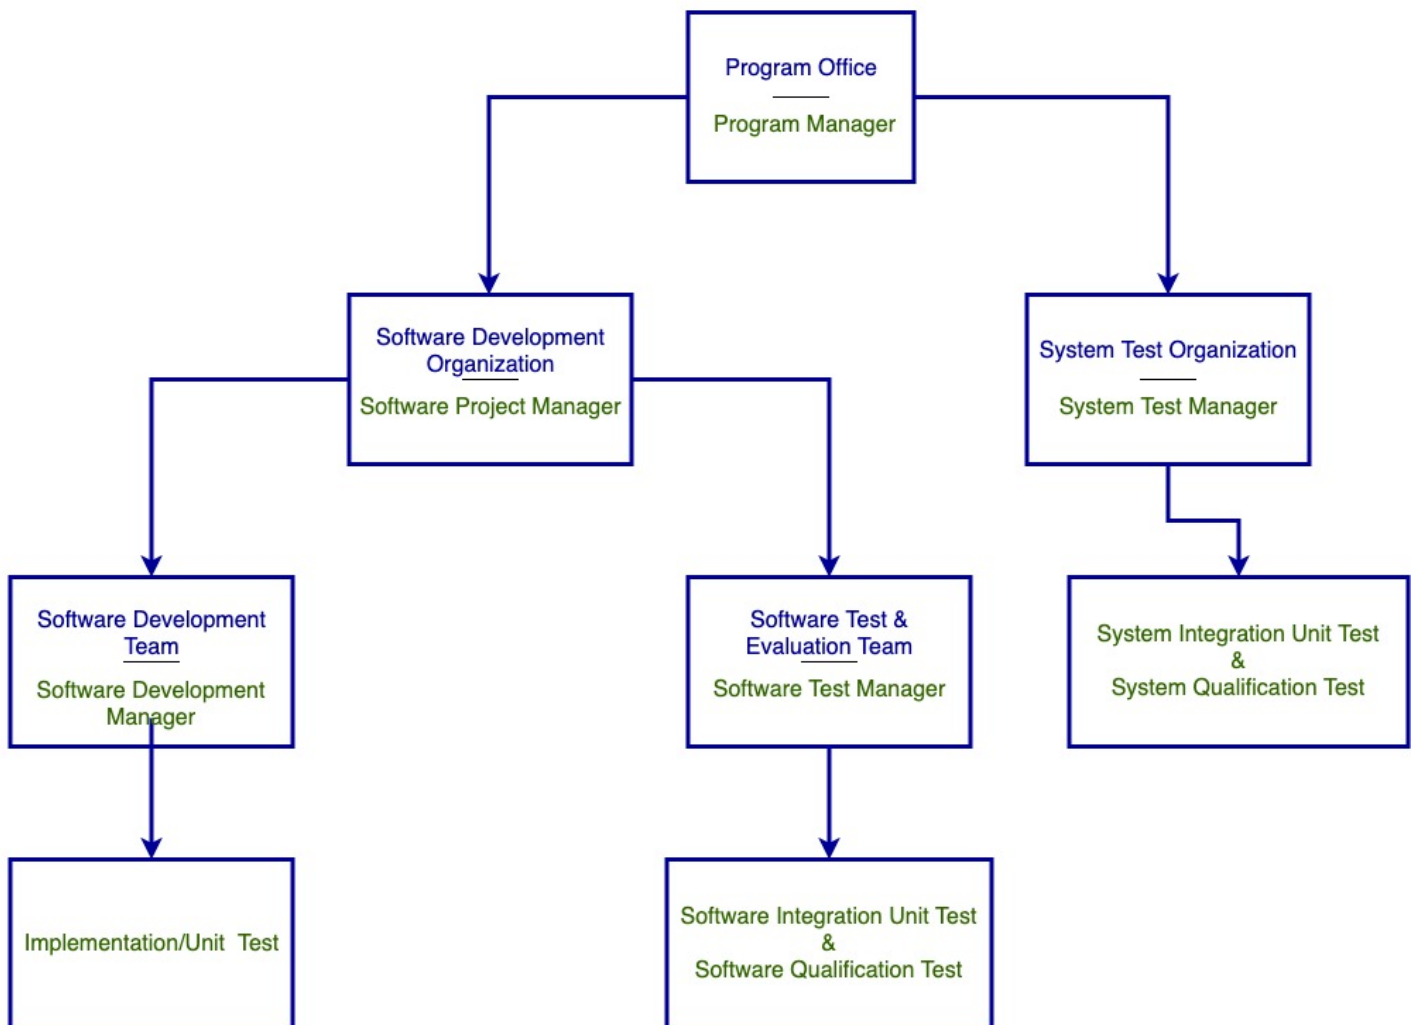 Program Office
Program Manager
Software Development
Organization
Software Project Manager
System Test Organization
System Test Manager
Software Development
Team
Software Development
Manager
Software Test &
Evaluation Team
Software Test Manager
System Integration Unit Test
&
System Qualification Test
Implementation/Unit  Test
Software Integration Unit Test
&
Software Qualification Test